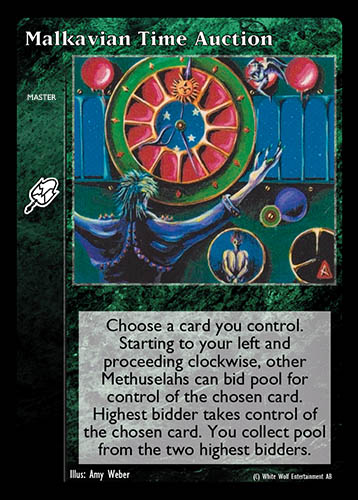 Malkavian Time Auction
MASTER
Choose a card you control.
Starting to your left and
proceeding clockwise, other
Methuselahs can bid pool for
control of the chosen card.
Highest bidder takes control of
the chosen card. You collect pool
from the two highest bidders.
Illus: Amy Weber
(C) White Wolf Entertainment AB